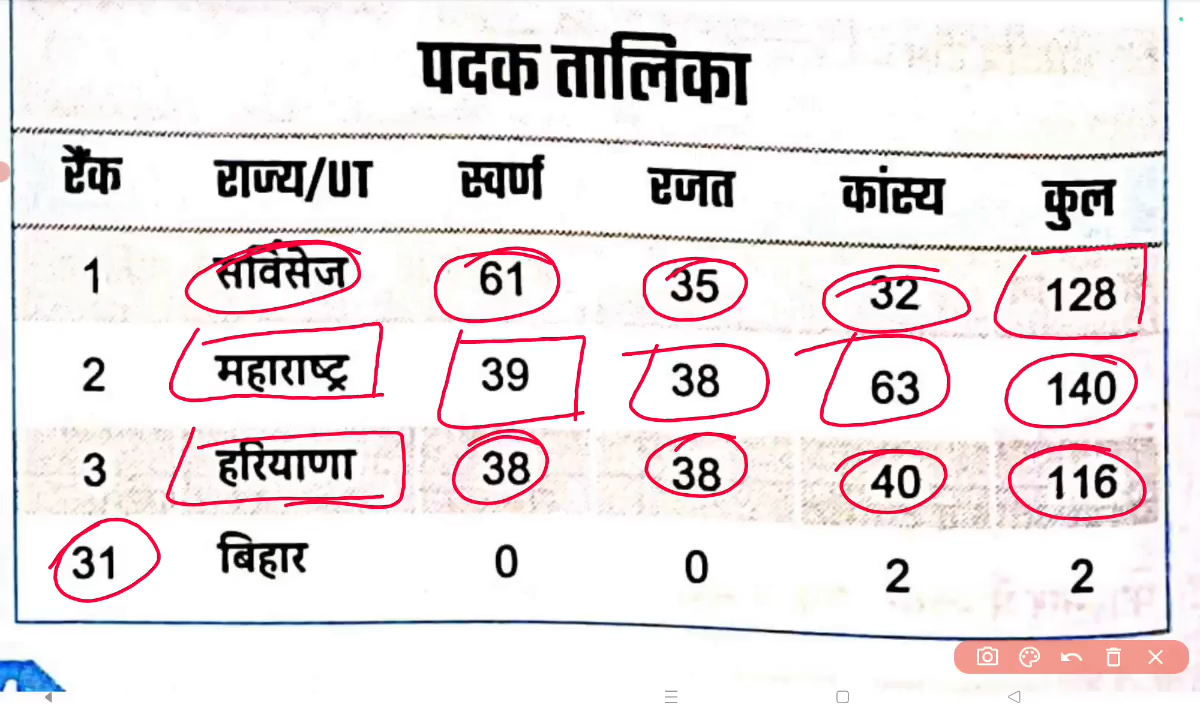 पदक तालिका
रैंक राज्य/UT स्वर्ण रजत कांस्य कुल
1 सर्विसेज 61 35 32 128
2 महाराष्ट्र 39 38 63 140
3 हरियाणा 38 38 40 116
31 बिहार 0 0 2 2